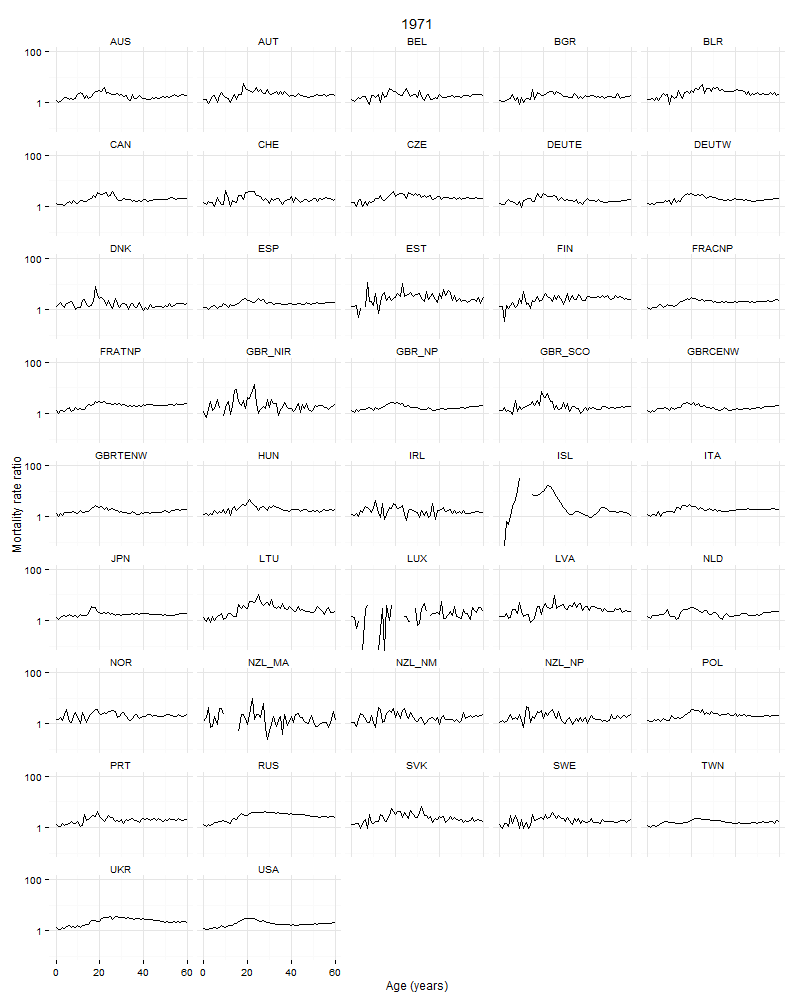 1971
AUS AUT BEL BGR BLR
100
1
CAN CHE CZE DEUTE DEUTW
100
1
DNK ESP EST FIN FRACNP
100
1
FRATNP GBR_NIR GBR_NP GBR_SCO GBRCENW
100
1
GBRTENW HUN IRL ISL ITA
100
1
JPN LTU LUX LVA NLD
100
1
NOR NZL_MA NZL_NM NZL_NP POL
100
1
PRT RUS SVK SWE TWN
100
1
UKR USA
100
1
0 20 40 60 0 20 40 60
Mortality rate ratio
Age (years)